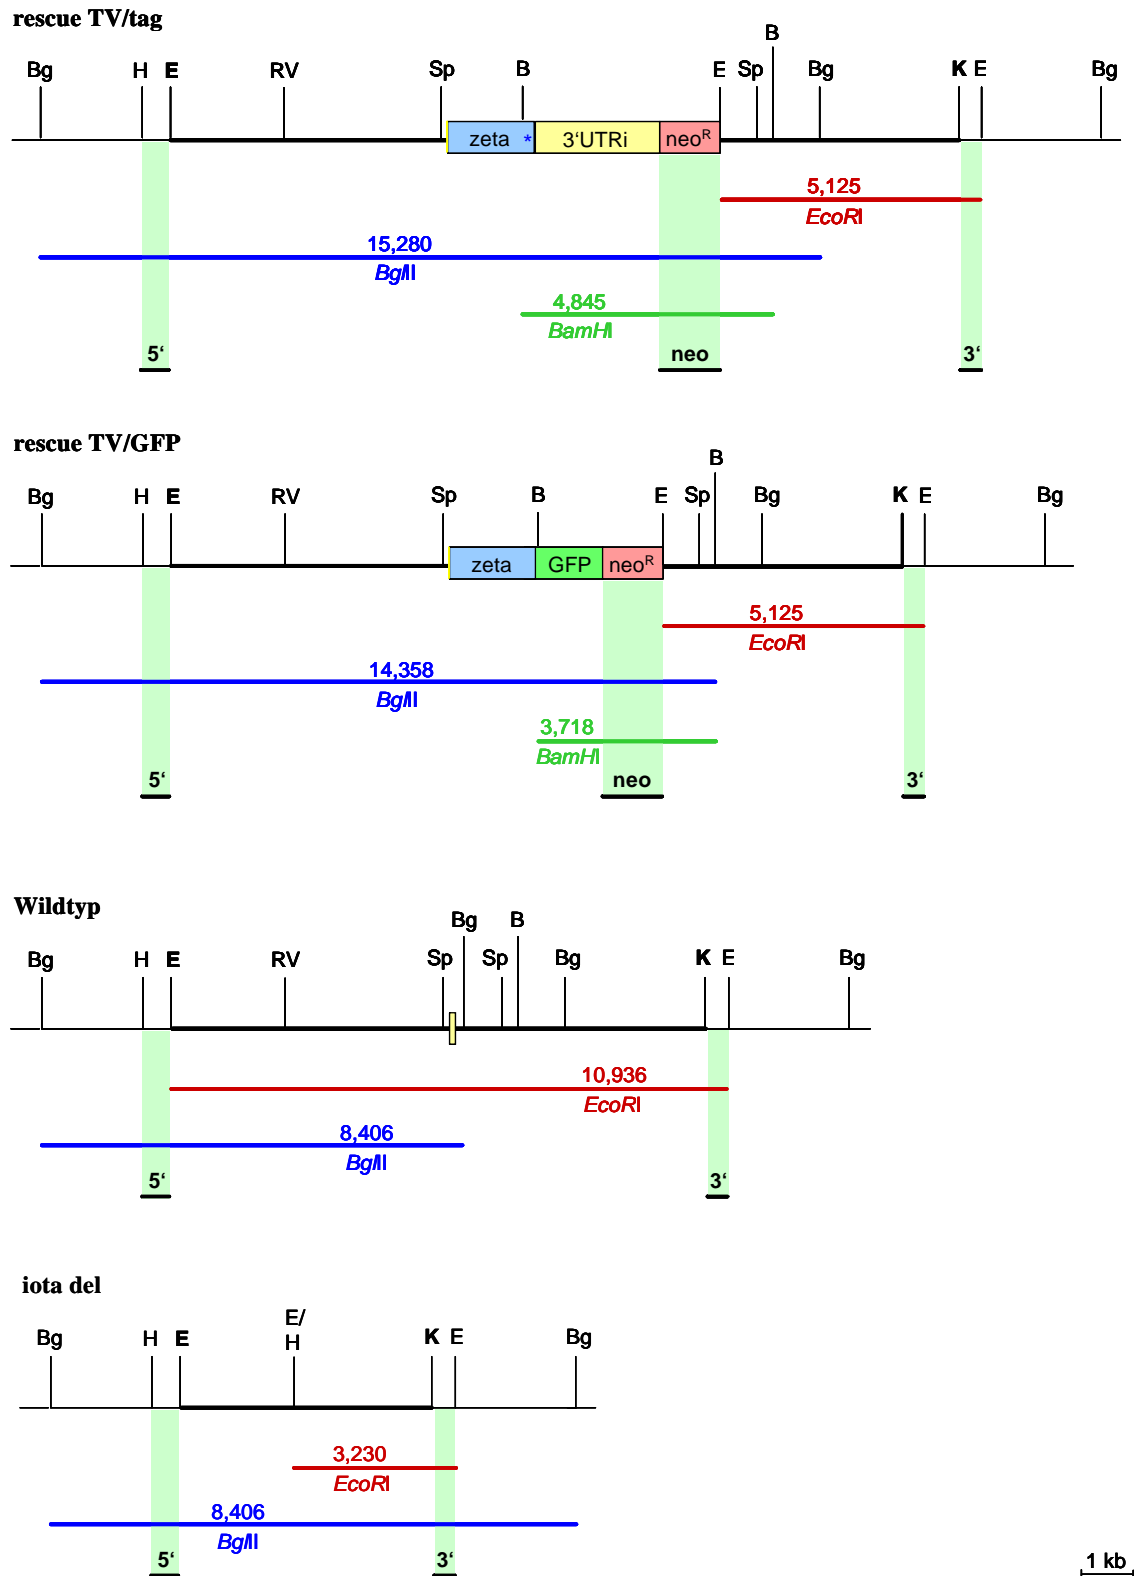 rescue TV/tag
B
Bg H E RV Sp B E Sp Bg K E Bg
zeta * 3‘UTRi neoR
5,125
EcoRI
15,280
BglII
4,845
BamHI
5‘ neo 3‘
rescue TV/GFP
B
Bg H E RV Sp B E Sp Bg K E Bg
zeta GFP neoR
5,125
EcoRI
14,358
BglII
3,718
BamHI
5‘ neo 3‘
Wildtyp
Bg B
Bg H E RV Sp Sp Bg K E Bg
10,936
EcoRI
8,406
BglII
5‘ 3‘
iota del
E/
Bg H E H K E Bg
3,230
EcoRI
8,406
BglII
5‘ 3‘
1 kb